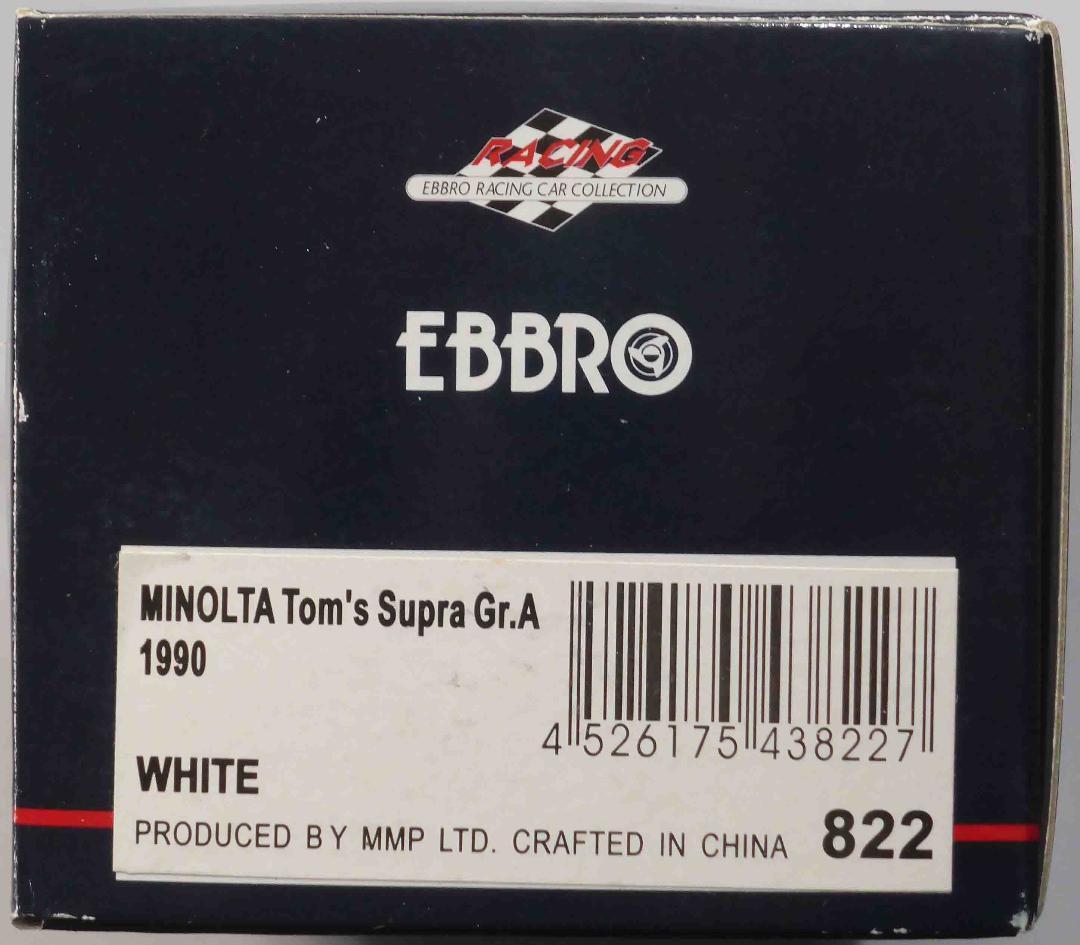 RACING
EBBRO RACING CAR COLLECTION
EBBRO
MINOLTA Tom's Supra Gr.A
1990
4 526175 438227
WHITE
PRODUCED BY MMP LTD. CRAFTED IN CHINA 822